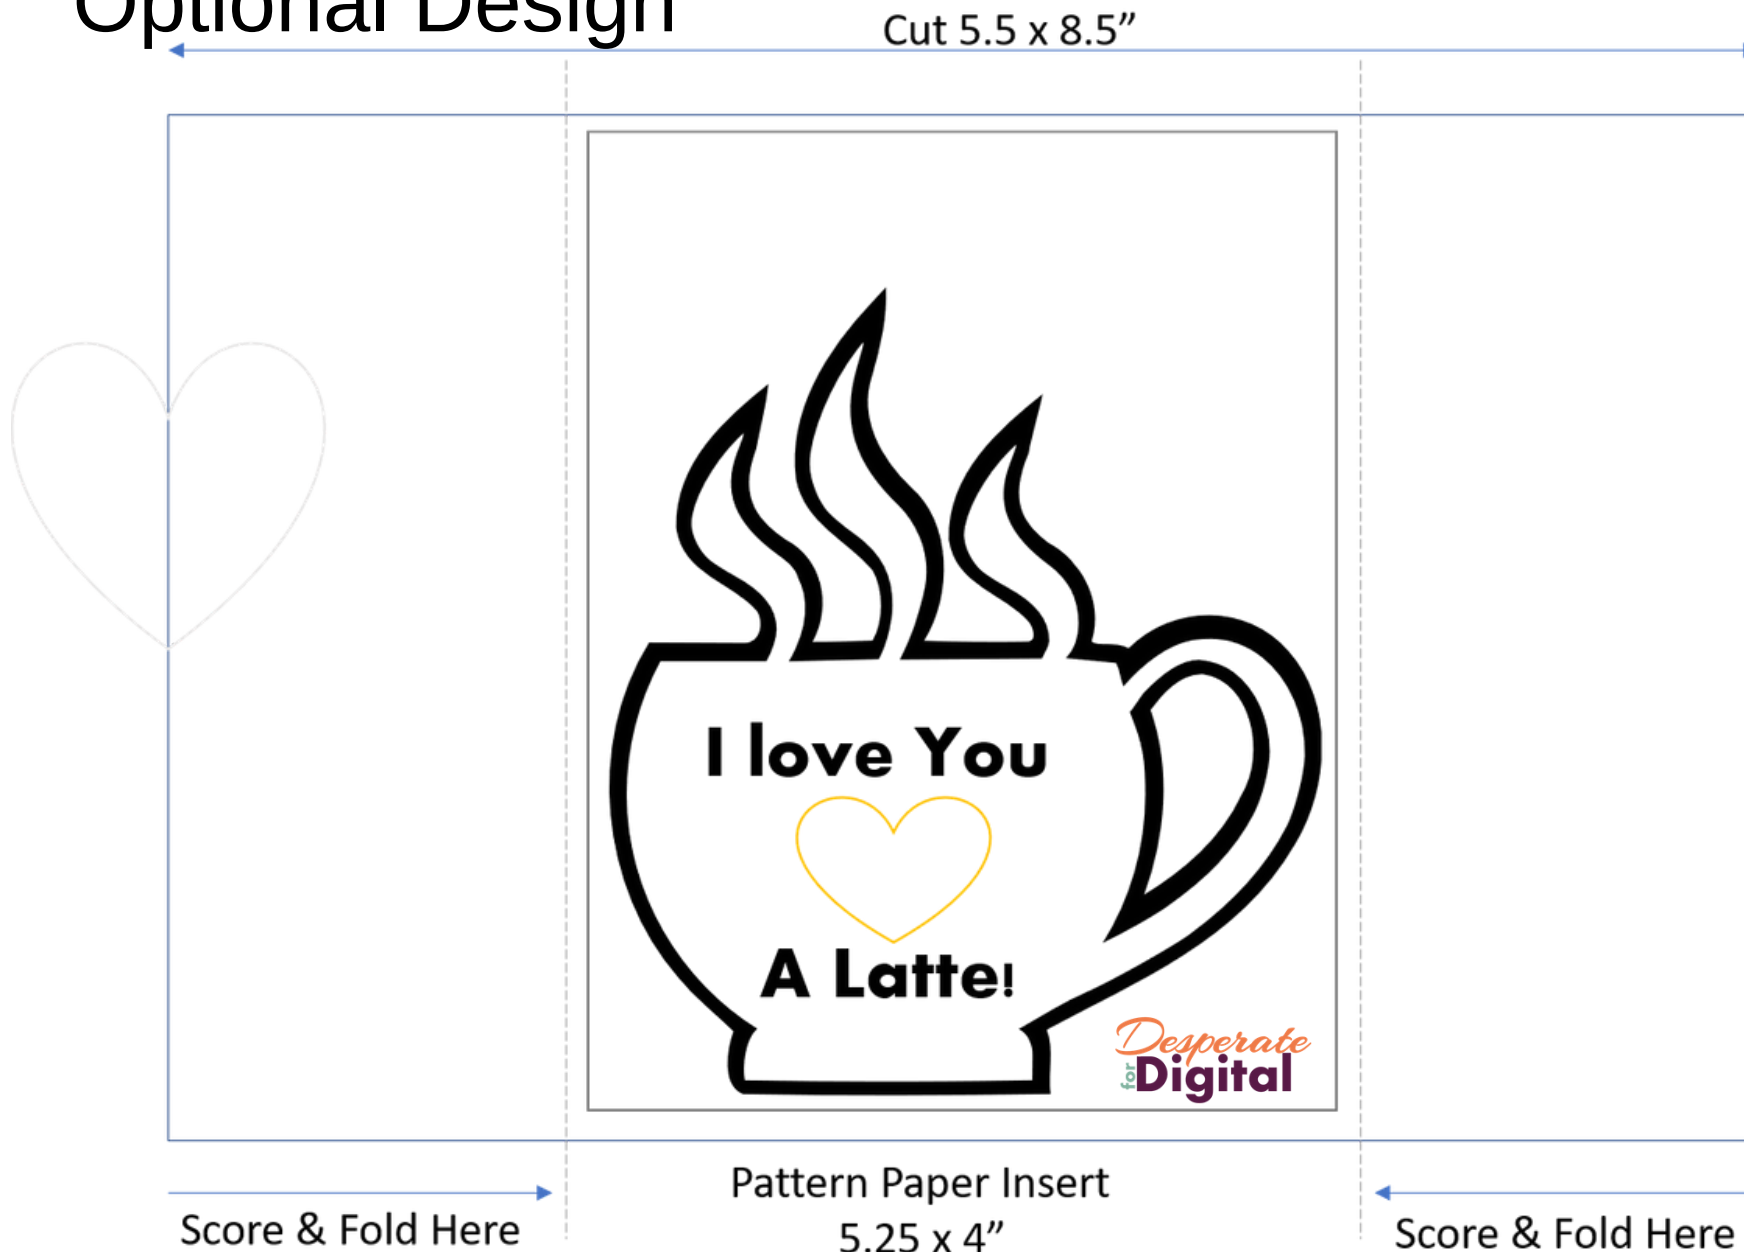 Optional Design
Cut 5.5 x 8.5”
I love You
A Latte!
Desperate
for Digital
Pattern Paper Insert
5.25 x 4”
Score & Fold Here
Score & Fold Here